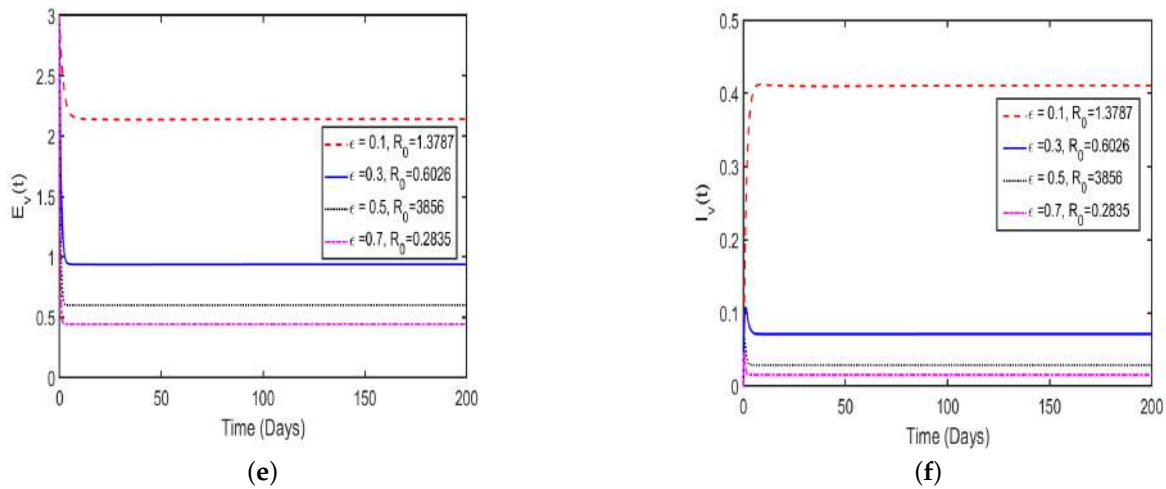 3
2.5
2
1.5
1
0.5
0
E_v(t)
ϵ = 0.1, R_0=1.3787
ϵ =0.3, R_0=0.6026
ϵ = 0.5, R_0=3856
ϵ =0.7, R_0=0.2835
0 50 100 150 200
Time (Days)
(e)
0.5
0.4
0.3
0.2
0.1
0
I_v(t)
ϵ = 0.1, R_0=1.3787
ϵ =0.3, R_0=0.6026
ϵ = 0.5, R_0=3856
ϵ =0.7, R_0=0.2835
0 50 100 150 200
Time (Days)
(f)